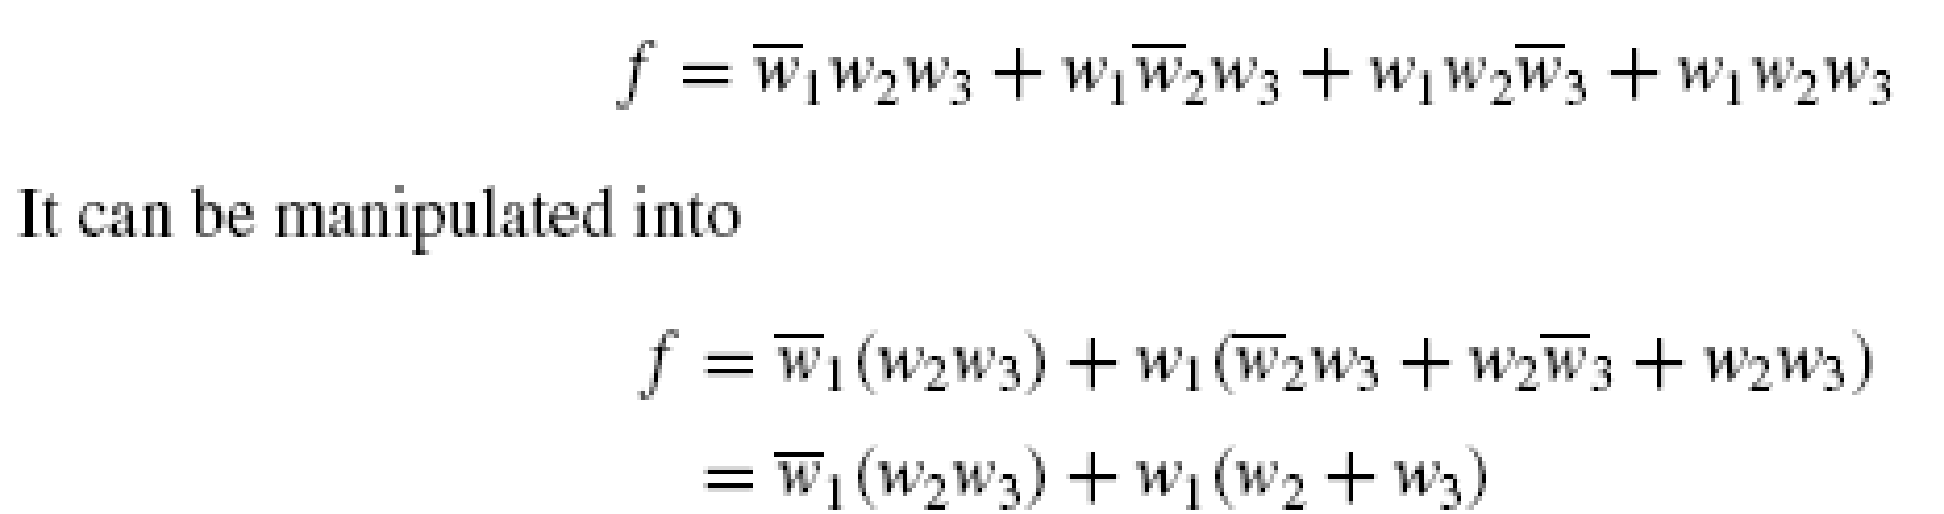 f = w̅₁w₂w₃ + w₁w̅₂w₃ + w₁w₂w̅₃ + w₁w₂w₃
It can be manipulated into
f = w̅₁(w₂w₃) + w₁(w̅₂w₃ + w₂w̅₃ + w₂w₃)
= w̅₁(w₂w₃) + w₁(w₂ + w₃)